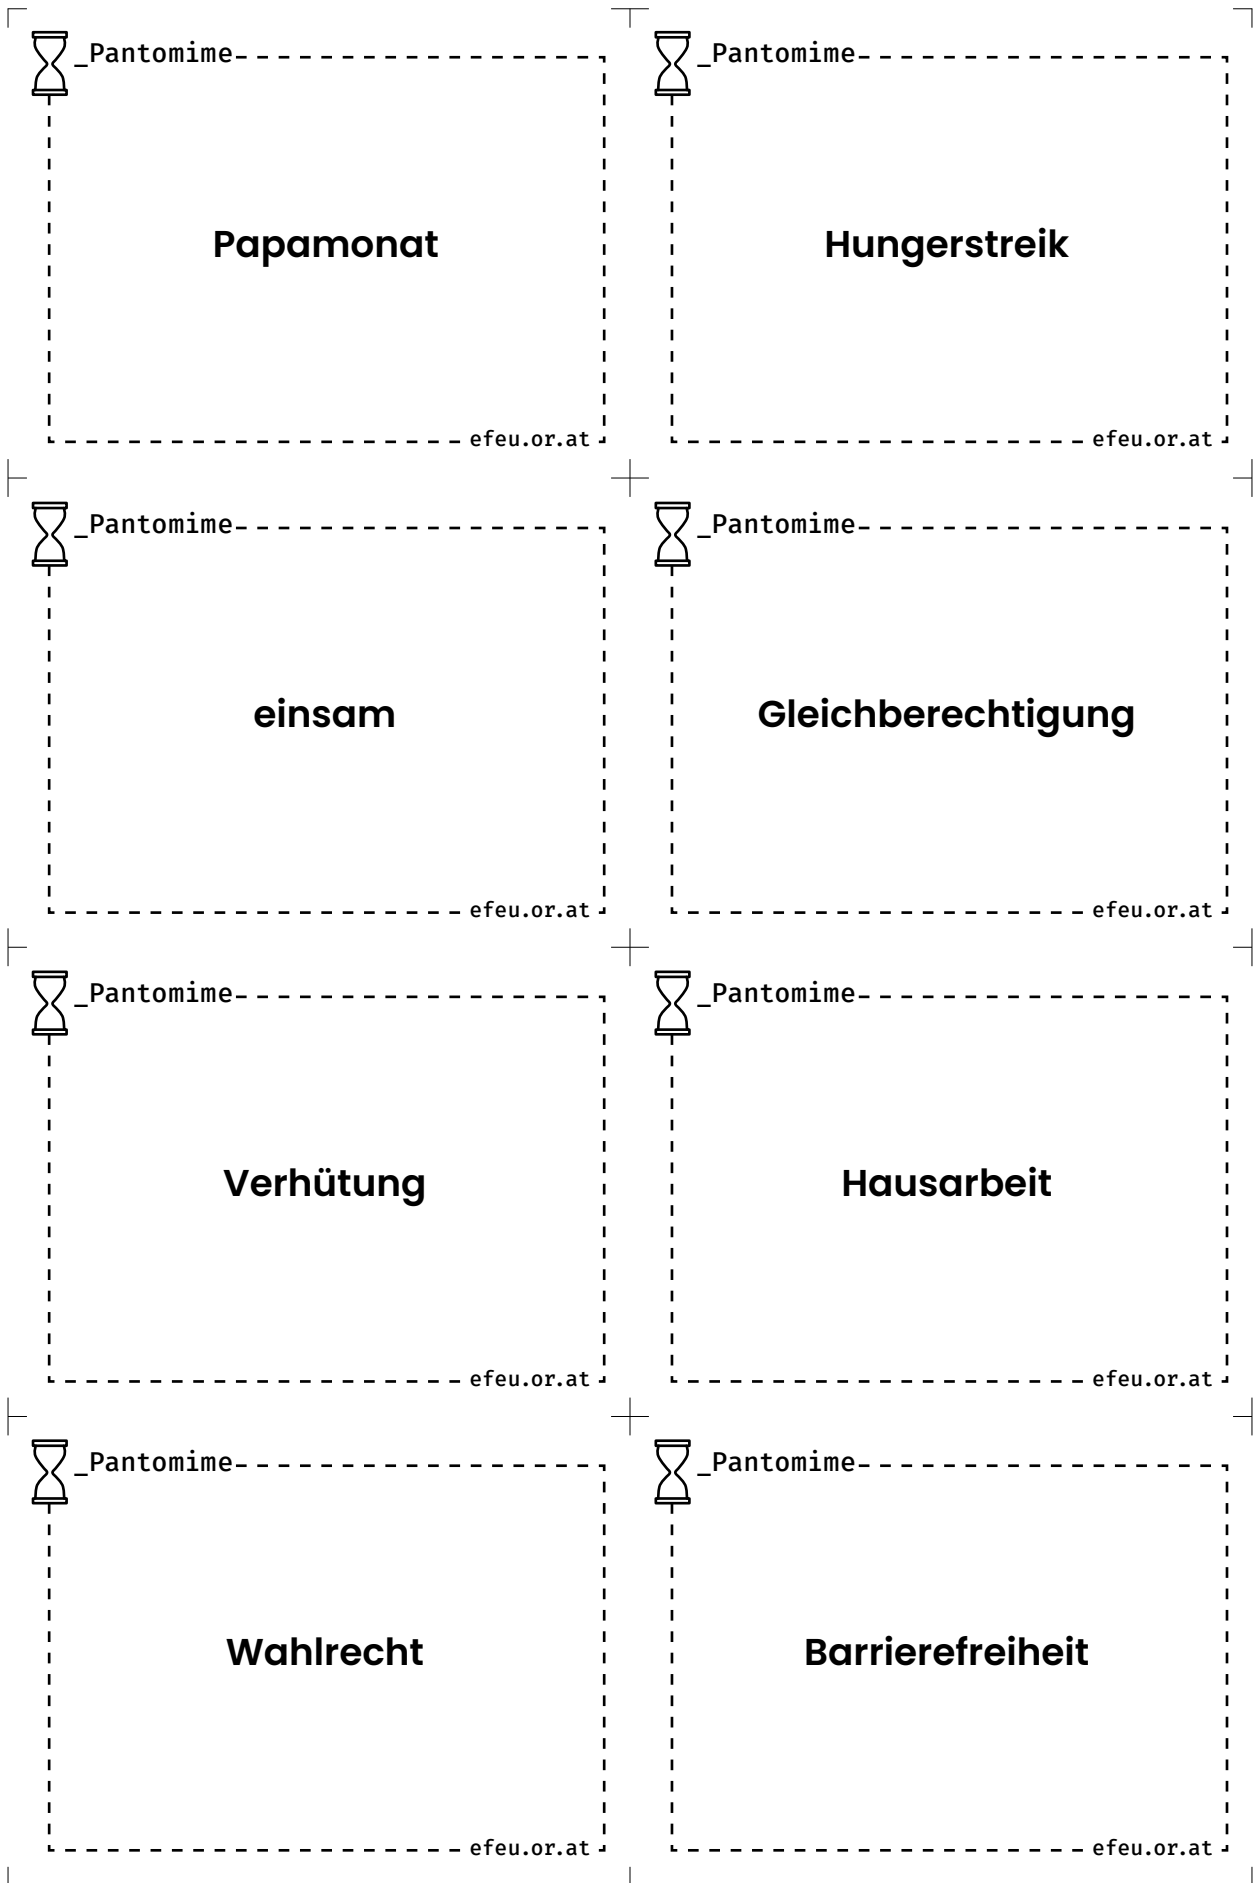 _Pantomime
Papamonat
efeu.or.at
_Pantomime
Hungerstreik
efeu.or.at
_Pantomime
einsam
efeu.or.at
_Pantomime
Gleichberechtigung
efeu.or.at
_Pantomime
Verhütung
efeu.or.at
_Pantomime
Hausarbeit
efeu.or.at
_Pantomime
Wahlrecht
efeu.or.at
_Pantomime
Barrierefreiheit
efeu.or.at